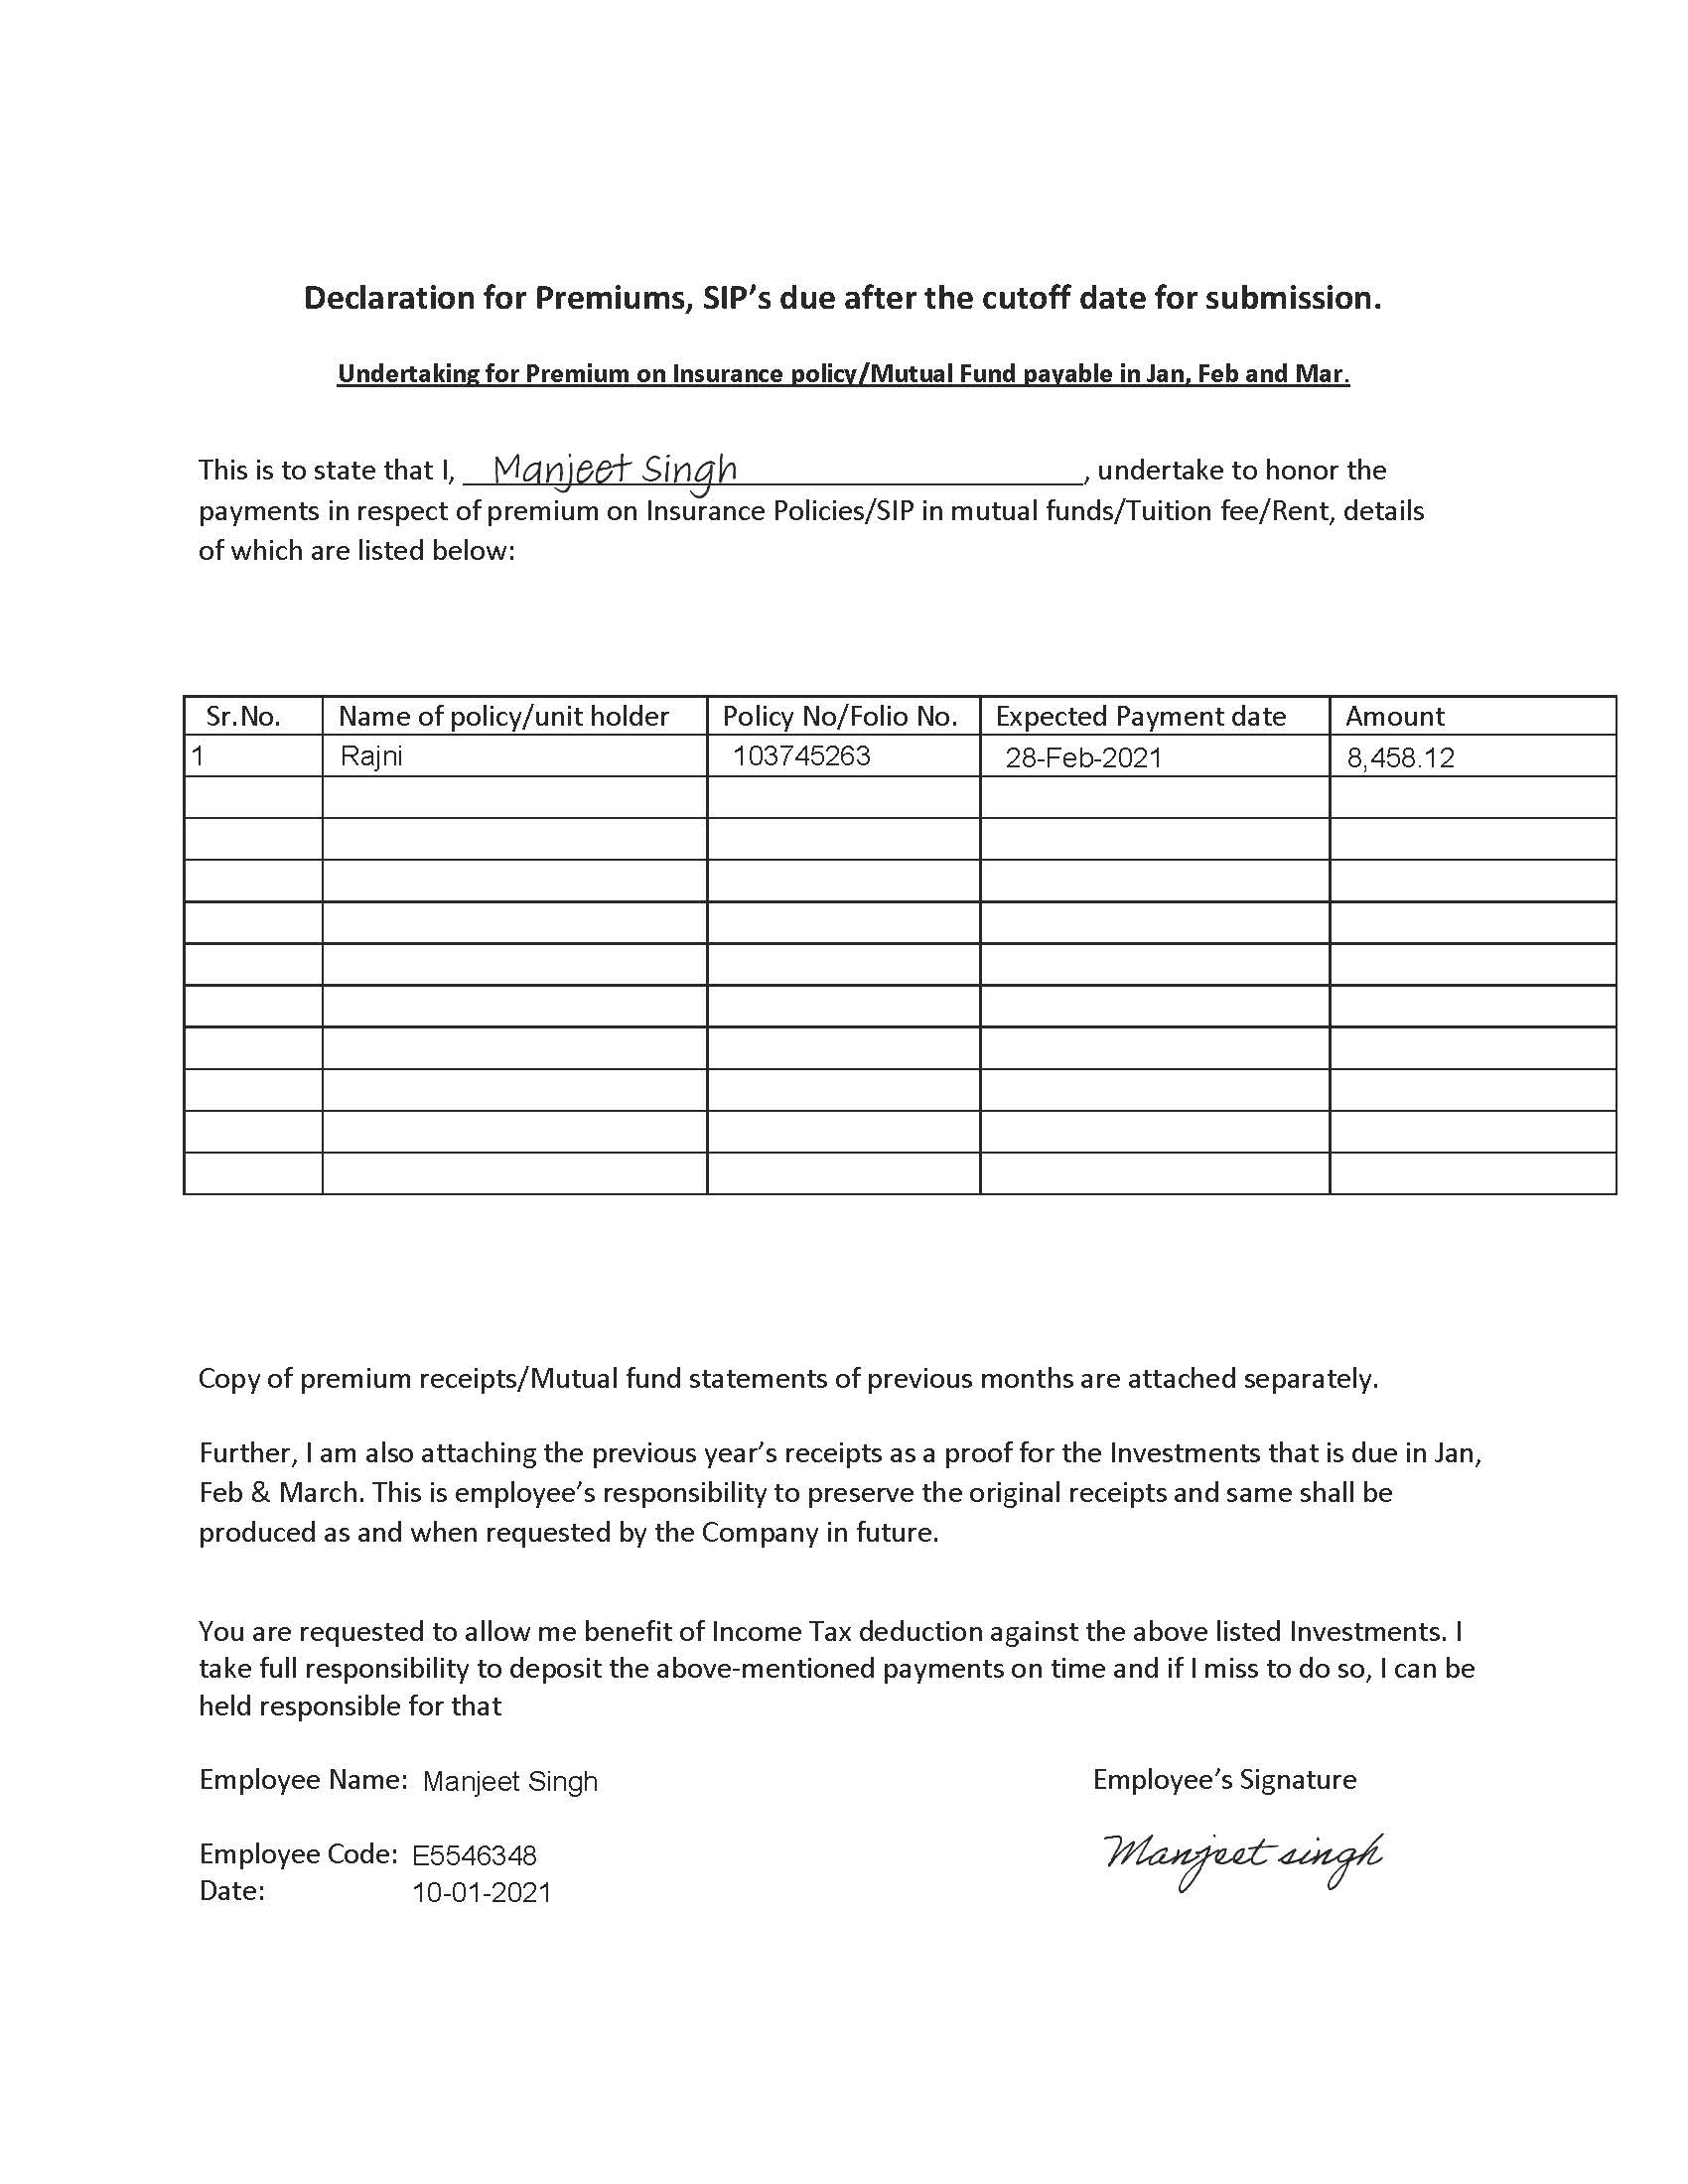 Declaration for Premiums, SIP's due after the cutoff date for submission.
Undertaking for Premium on Insurance policy/Mutual Fund payable in Jan, Feb and Mar.
This is to state that I, Manjeet Singh, undertake to honor the
payments in respect of premium on Insurance Policies/SIP in mutual funds/Tuition fee/Rent, details
of which are listed below:
Sr.No. Name of policy/unit holder Policy No/Folio No. Expected Payment date Amount
1 Rajni 103745263 28-Feb-2021 8,458.12
Copy of premium receipts/Mutual fund statements of previous months are attached separately.
Further, I am also attaching the previous year's receipts as a proof for the Investments that is due in Jan,
Feb & March. This is employee's responsibility to preserve the original receipts and same shall be
produced as and when requested by the Company in future.
You are requested to allow me benefit of Income Tax deduction against the above listed Investments. I
take full responsibility to deposit the above-mentioned payments on time and if I miss to do so, I can be
held responsible for that
Employee Name: Manjeet Singh Employee's Signature
Employee Code: E5546348 Manjeet singh
Date: 10-01-2021